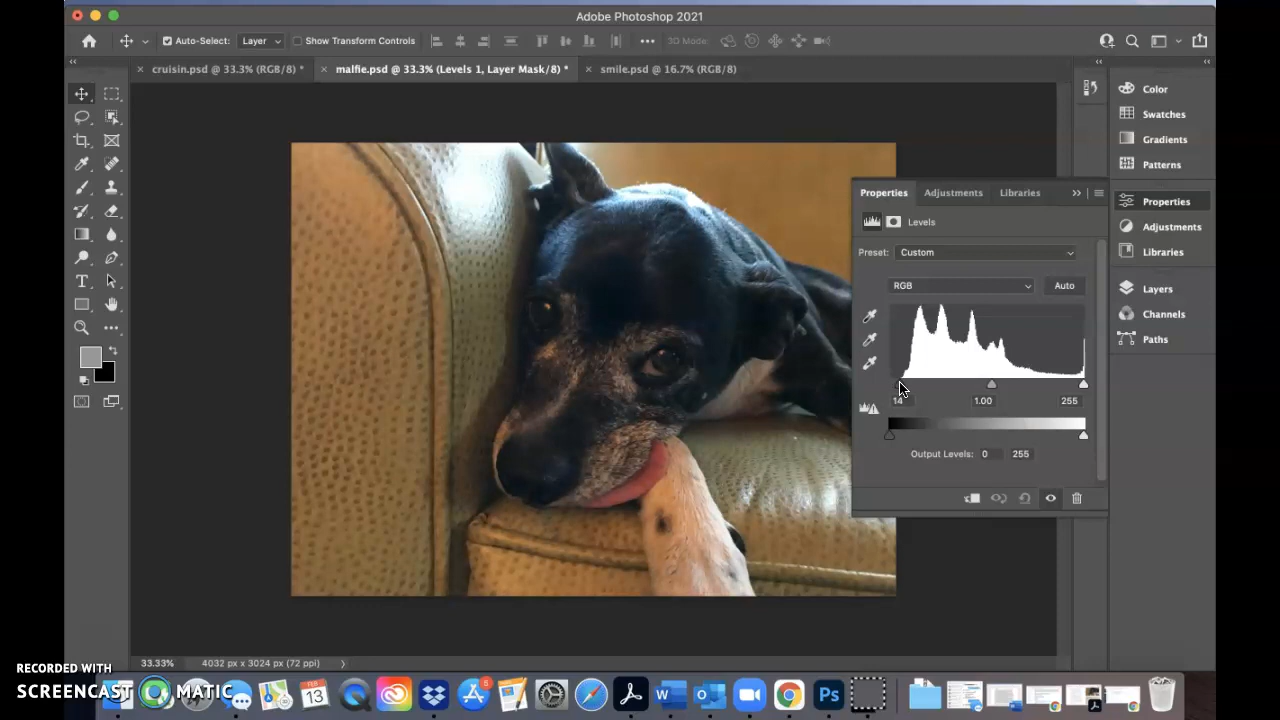 Adobe Photoshop 2021
Auto-Select: Layer Show Transform Controls 3D Mode:
cruisin.psd @ 33.3% (RGB/8) * malfie.psd @ 33.3% (Levels 1, Layer Mask/8) * smile.psd @ 16.7% (RGB/8)
Color
Swatches
Gradients
Patterns
Properties
Adjustments
Libraries
Layers
Channels
Paths
Properties Adjustments Libraries
Levels
Preset: Custom
RGB Auto
14 1.00 255
Output Levels: 0 255
33.33% 4032 px x 3024 px (72 ppi)
RECORDED WITH
SCREENCAST MATIC
FEB
13
5
W
Ps